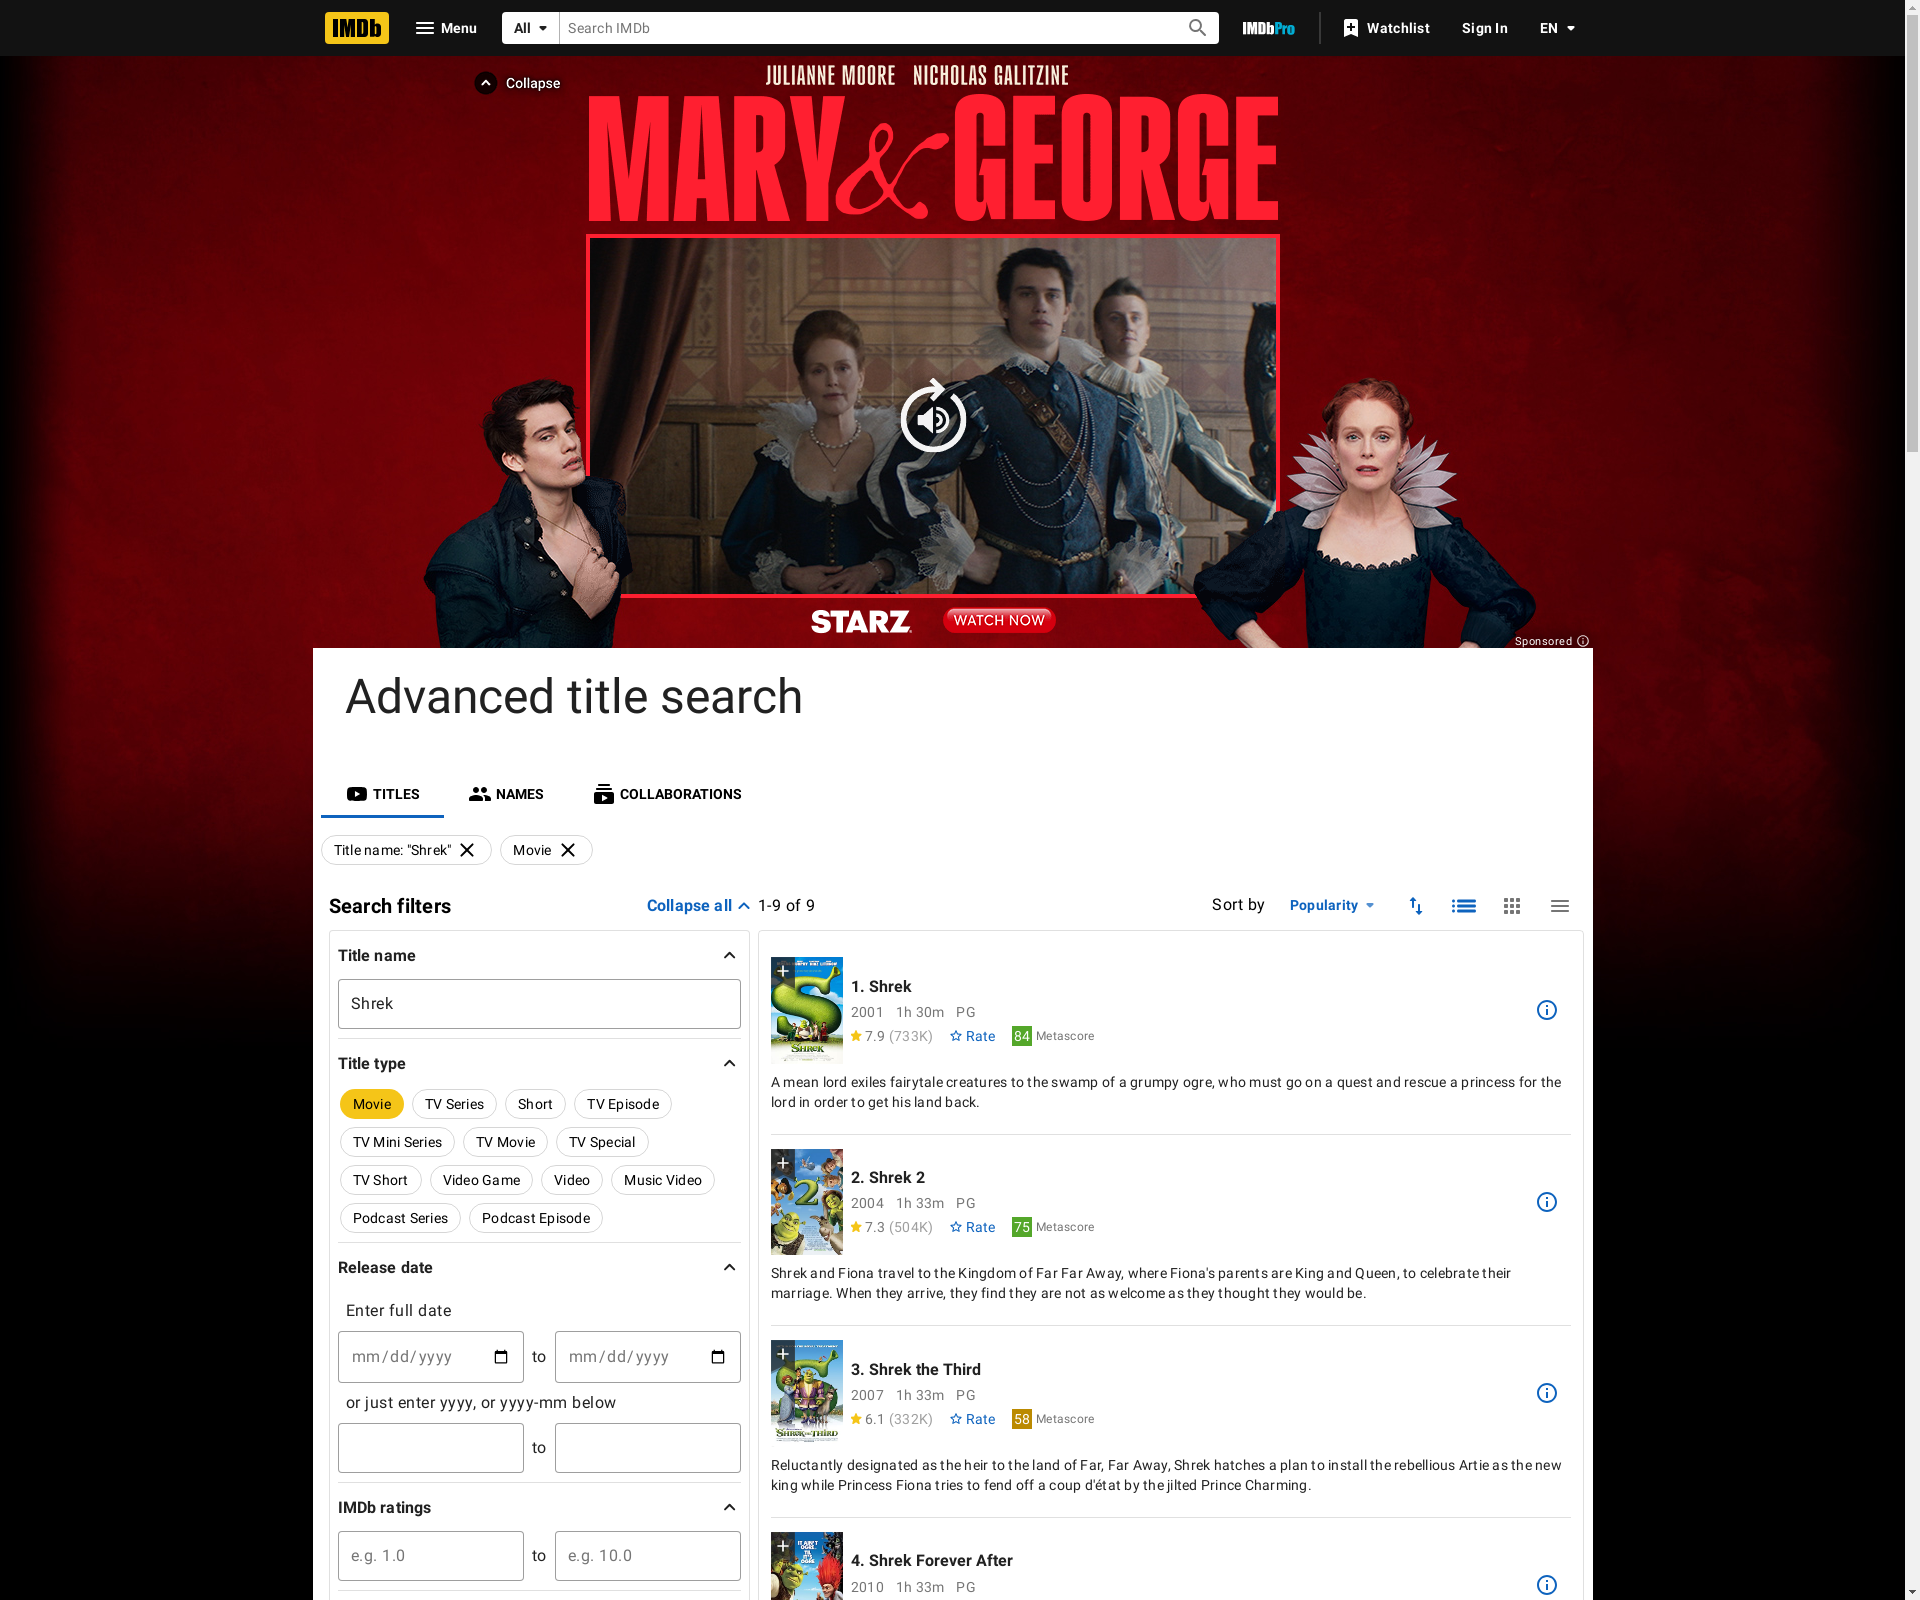 IMDb
Menu
All
Search IMDb
IMDbPro
Watchlist
Sign In
EN
Collapse
JULIANNE MOORE NICHOLAS GALITZINE
MARY & GEORGE
STARZ
WATCH NOW
Sponsored
Advanced title search
TITLES
NAMES
COLLABORATIONS
Title name: "Shrek"
Movie
Search filters
Collapse all
1-9 of 9
Sort by
Popularity
Title name
Shrek
Title type
Movie
TV Series
Short
TV Episode
TV Mini Series
TV Movie
TV Special
TV Short
Video Game
Video
Music Video
Podcast Series
Podcast Episode
Release date
Enter full date
mm/dd/yyyy
to
mm/dd/yyyy
or just enter yyyy, or yyyy-mm below
to
IMDb ratings
e.g. 1.0
to
e.g. 10.0
SHREK
1. Shrek
2001 1h 30m PG
7.9 (733K) Rate 84 Metascore
A mean lord exiles fairytale creatures to the swamp of a grumpy ogre, who must go on a quest and rescue a princess for the
lord in order to get his land back.
2
2. Shrek 2
2004 1h 33m PG
7.3 (504K) Rate 75 Metascore
Shrek and Fiona travel to the Kingdom of Far Far Away, where Fiona's parents are King and Queen, to celebrate their
marriage. When they arrive, they find they are not as welcome as they thought they would be.
SHREK THE THIRD
3. Shrek the Third
2007 1h 33m PG
6.1 (332K) Rate 58 Metascore
Reluctantly designated as the heir to the land of Far, Far Away, Shrek hatches a plan to install the rebellious Artie as the new
king while Princess Fiona tries to fend off a coup d'état by the jilted Prince Charming.
IT AIN'T
OGRE
TIL
IT'S
OGRE
4. Shrek Forever After
2010 1h 33m PG